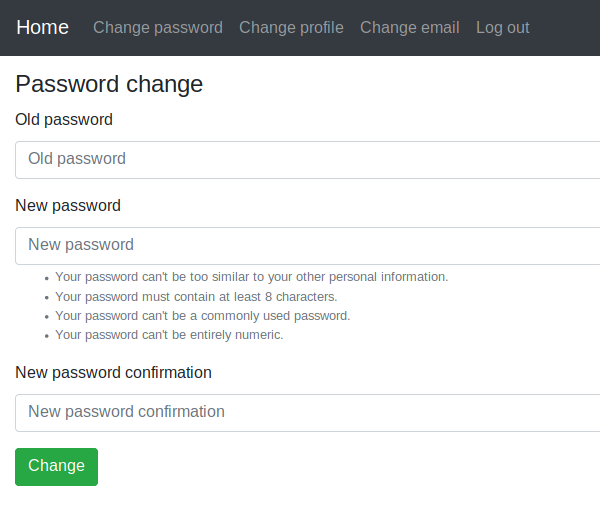 Home Change password Change profile Change email Log out
Password change
Old password
Old password
New password
New password
• Your password can't be too similar to your other personal information.
• Your password must contain at least 8 characters.
• Your password can't be a commonly used password.
• Your password can't be entirely numeric.
New password confirmation
New password confirmation
Change